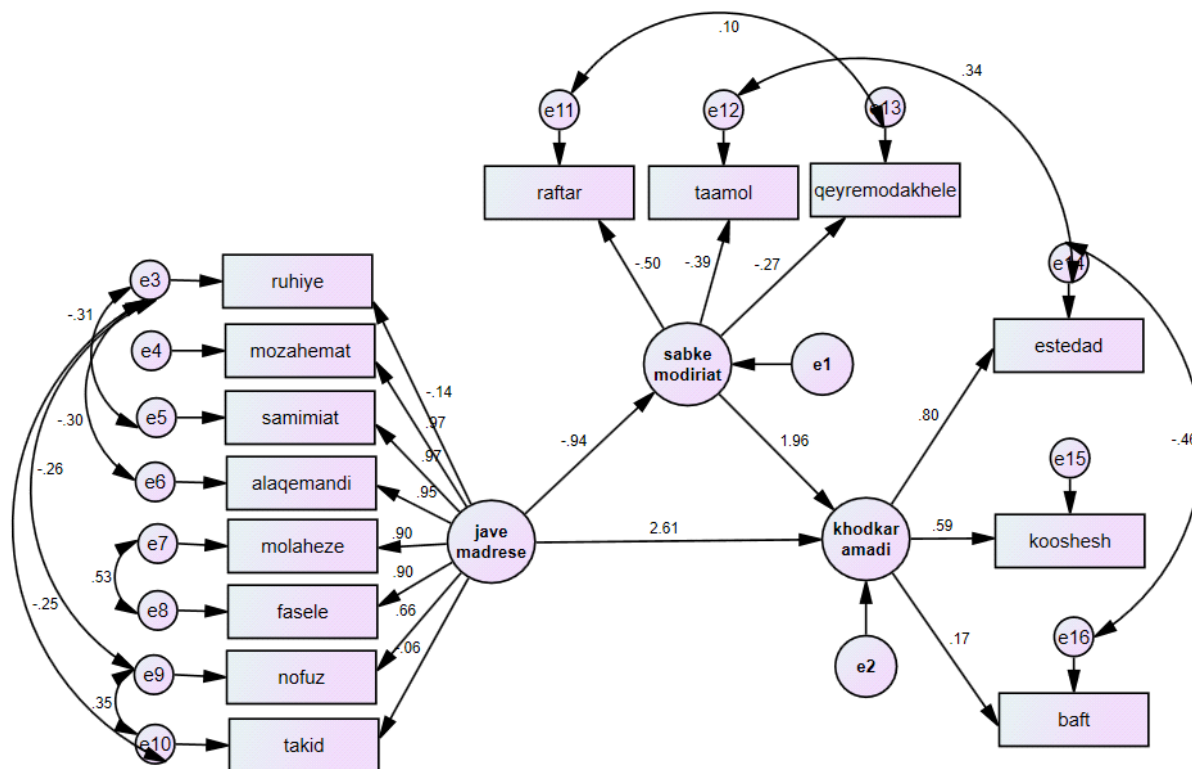 .10
.34
e11
e12
e13
raftar
taamol
qeyremodakhele
-.50
-.39
-.27
e14
e3
ruhiye
-.31
e4
mozahemat
e5
samimiat
-.30
e6
alaqemandi
-.26
e7
molaheze
.53
-.25
e8
fasele
e9
nofuz
.35
e10
takid
-.14
.97
.97
.95
.90
.90
.66
-.06
jave
madrese
-.94
sabke
modiriat
e1
1.96
2.61
khodkar
amadi
e2
.80
.59
.17
estedad
-.46
e15
kooshesh
e16
baft